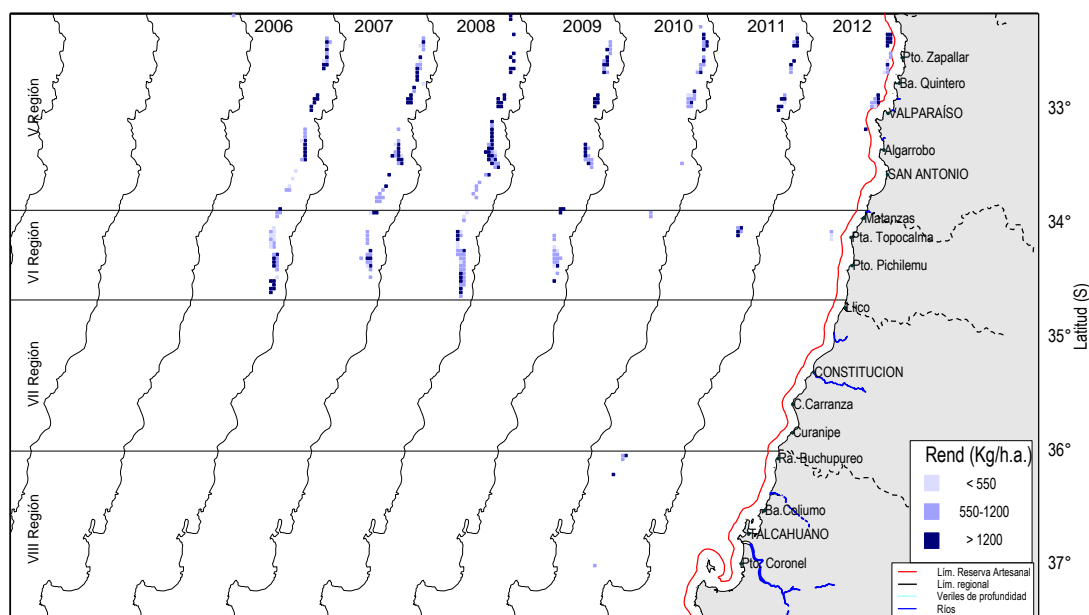 2006 2007 2008 2009 2010 2011 2012
V Región
VI Región
VII Región
VIII Región
Pto. Zapallar
Ba. Quintero
VALPARAÍSO
Algarrobo
SAN ANTONIO
Matanzas
Pta. Topocalma
Pto. Pichilemu
Llico
CONSTITUCION
C.Carranza
Curanipe
Ra. Buchupureo
Ba.Coliumo
TALCAHUANO
Pto. Coronel
33°
34°
35°
36°
37°
Latitud (S)
Rend (Kg/h.a.)
< 550
550-1200
> 1200
Lím. Reserva Artesanal
Lím. regional
Veriles de profundidad
Ríos